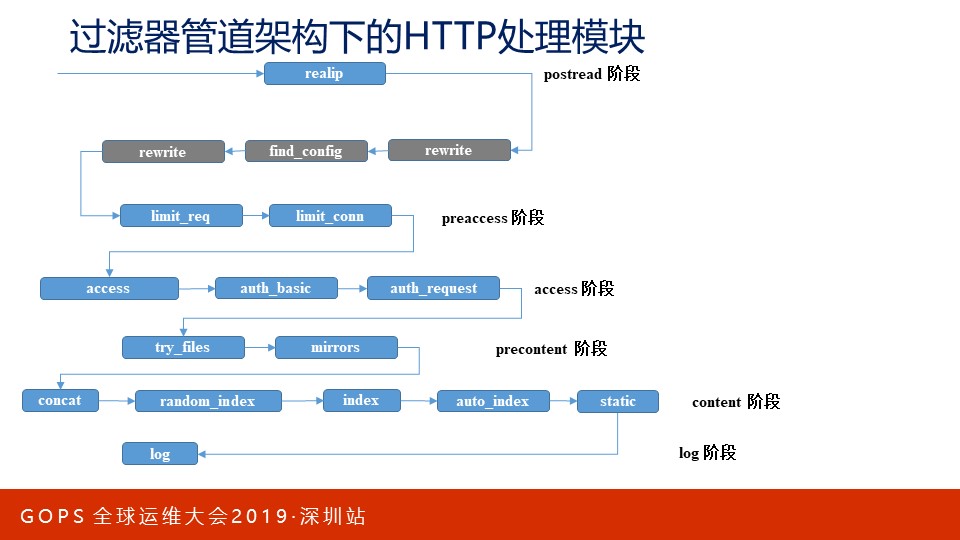 过滤器管道架构下的HTTP处理模块
realip
postread 阶段
rewrite
find_config
rewrite
limit_req
limit_conn
preaccess 阶段
access
auth_basic
auth_request
access 阶段
try_files
mirrors
precontent 阶段
concat
random_index
index
auto_index
static
content 阶段
log
log 阶段
GOPS 全球运维大会2019·深圳站